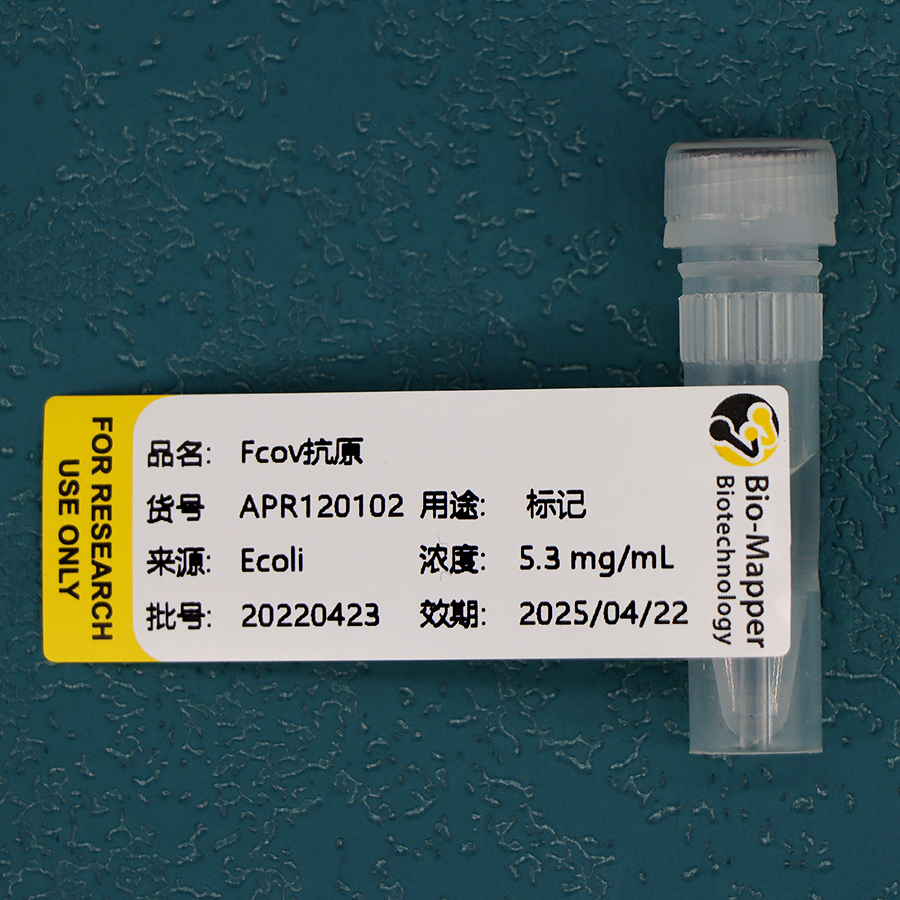 FOR RESEARCH
USE ONLY
品名: Fcov抗原
货号 APR120102 用途: 标记
来源: Ecoli 浓度: 5.3 mg/mL
批号: 20220423 效期: 2025/04/22
Bio-Mapper
Biotechnology